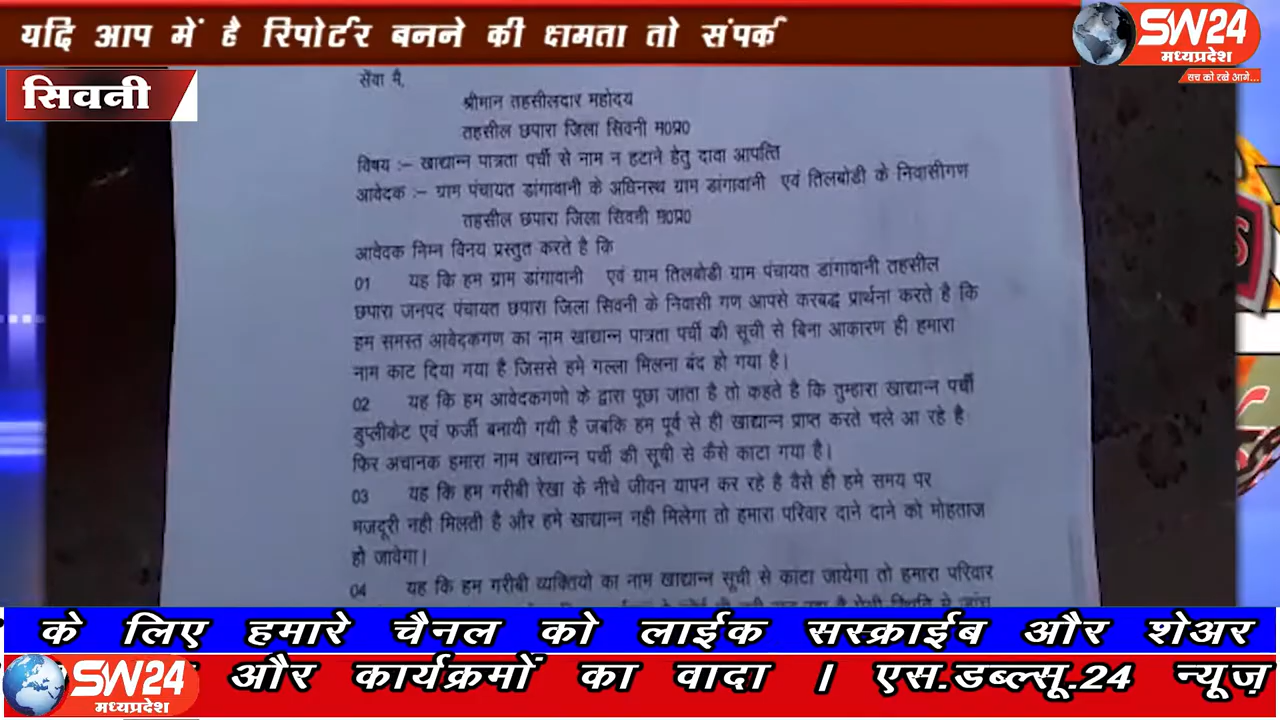 यदि आप में है रिपोर्टर बनने की क्षमता तो संपर्क
SW24
मध्यप्रदेश
सच को रखे आगे...
सिवनी
सेंवा मै,
श्रीमान तहसीलदार महोदय
तहसील छपारा जिला सिवनी म0प्र0
विषय :– खाद्यान्न पात्रता पर्ची से नाम न हटाने हेतु दावा आपत्ति
आवेदक :– ग्राम पंचायत डांगावानी के अधिनस्थ ग्राम डांगावानी एवं तिलबोडी के निवासीगण
तहसील छपारा जिला सिवनी म0प्र0
आवेदक निम्न विनय प्रस्तुत करते है कि
01 यह कि हम ग्राम डांगावानी एवं ग्राम तिलबोडी ग्राम पंचायत डांगावानी तहसील
छपारा जनपद पंचायत छपारा जिला सिवनी के निवासी गण आपसे करबद्ध प्रार्थना करते है कि
हम समस्त आवेदकगण का नाम खाद्यान्न पात्रता पर्ची की सूची से बिना आकारण ही हमारा
नाम काट दिया गया है जिससे हमे गल्ला मिलना बंद हो गया है।
02 यह कि हम आवेदकगणो के द्वारा पूछा जाता है तो कहते है कि तुम्हारा खाद्यान्न पर्ची
डुप्लीकेट एवं फर्जी बनायी गयी है जबकि हम पूर्व से ही खाद्यान्न प्राप्त करते चले आ रहे है
फिर अचानक हमारा नाम खाद्यान्न पर्ची की सूची से कैसे काटा गया है।
03 यह कि हम गरीबी रेखा के नीचे जीवन यापन कर रहे है वैसे ही हमे समय पर
मजदूरी नही मिलती है और हमे खाद्यान्न नही मिलेगा तो हमारा परिवार दाने दाने को मोहताज
हो जावेगा।
04 यह कि हम गरीबी व्यक्तियो का नाम खाद्यान्न सूची से काटा जायेगा तो हमारा परिवार
के लिए हमारे चैनल को लाईक सस्क्राईब और शेअर
SW24
मध्यप्रदेश
और कार्यक्रमों का वादा । एस.डब्ल्सू.24 न्यूज़